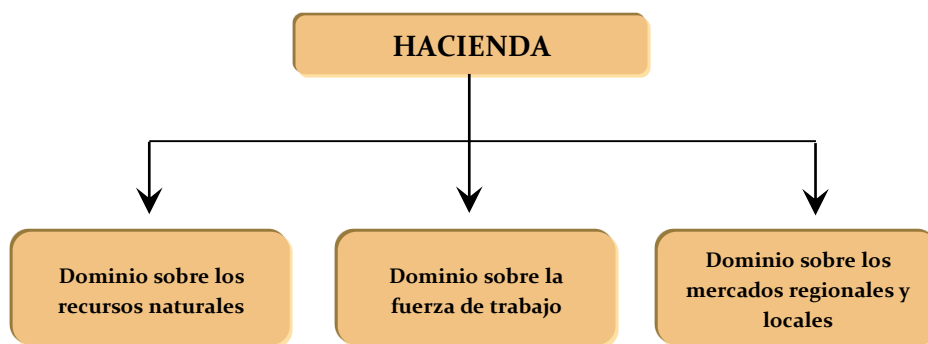 HACIENDA
Dominio sobre los
recursos naturales
Dominio sobre la
fuerza de trabajo
Dominio sobre los
mercados regionales y
locales